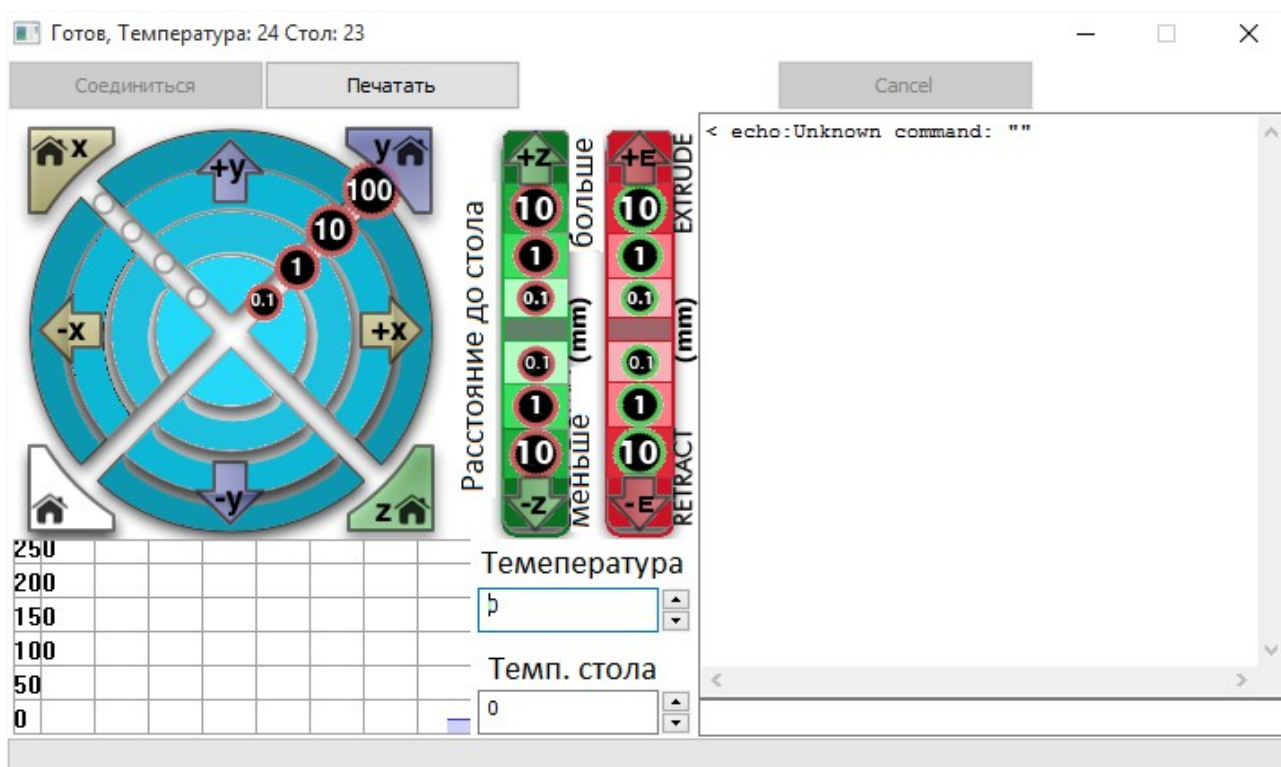 Готов, Температура: 24 Стол: 23
Соединиться
Печатать
Cancel
x
y
+y
100
10
1
0.1
-x
+x
-y
z
Расстояние до стола
+Z
10
1
0.1
0.1
1
10
-Z
больше
(mm)
меньше
+E
10
1
0.1
0.1
1
10
-E
EXTRUDE
(mm)
RETRACT
< echo:Unknown command: ""
250
200
150
100
50
0
Темепература
0
Темп. стола
0